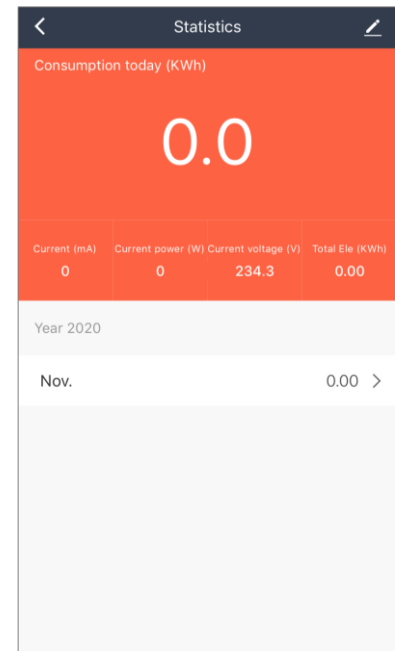 Statistics
Consumption today (KWh)
0.0
Current (mA) Current power (W) Current voltage (V) Total Ele (KWh)
0 0 234.3 0.00
Year 2020
Nov. 0.00